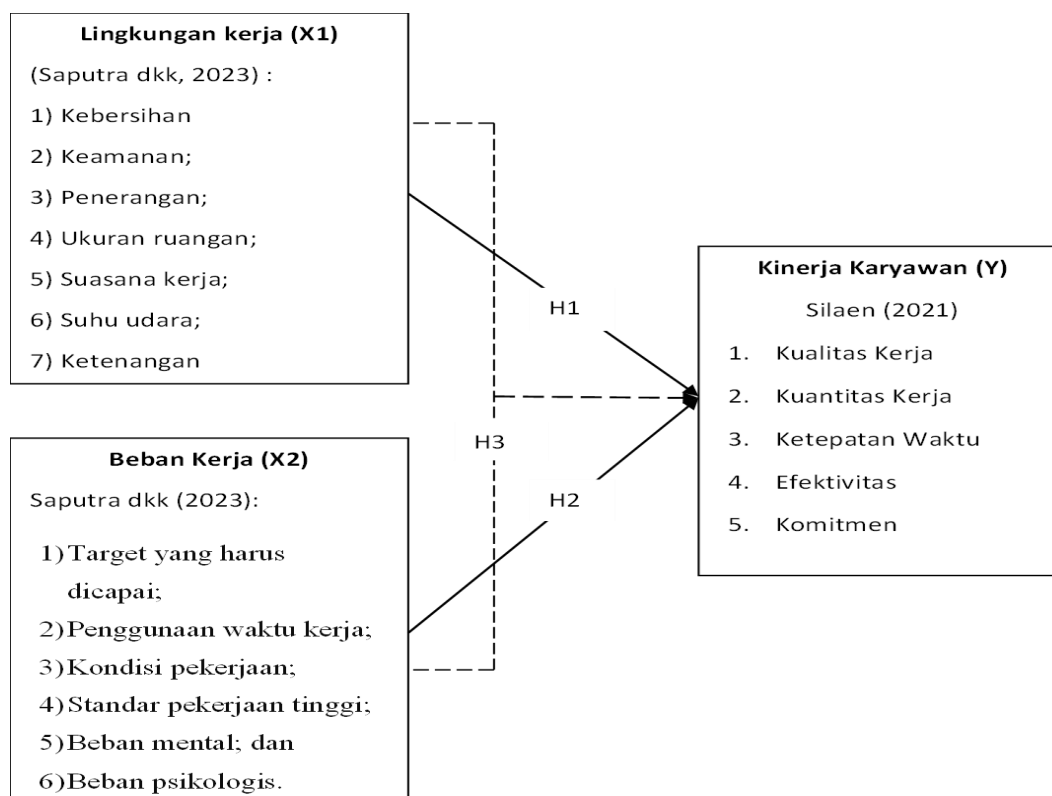 Lingkungan kerja (X1)
(Saputra dkk, 2023) :
1) Kebersihan
2) Keamanan;
3) Penerangan;
4) Ukuran ruangan;
5) Suasana kerja;
6) Suhu udara;
7) Ketenangan
H1
Kinerja Karyawan (Y)
Silaen (2021)
1. Kualitas Kerja
2. Kuantitas Kerja
3. Ketepatan Waktu
4. Efektivitas
5. Komitmen
H3
H2
Beban Kerja (X2)
Saputra dkk (2023):
1) Target yang harus
dicapai;
2) Penggunaan waktu kerja;
3) Kondisi pekerjaan;
4) Standar pekerjaan tinggi;
5) Beban mental; dan
6) Beban psikologis.